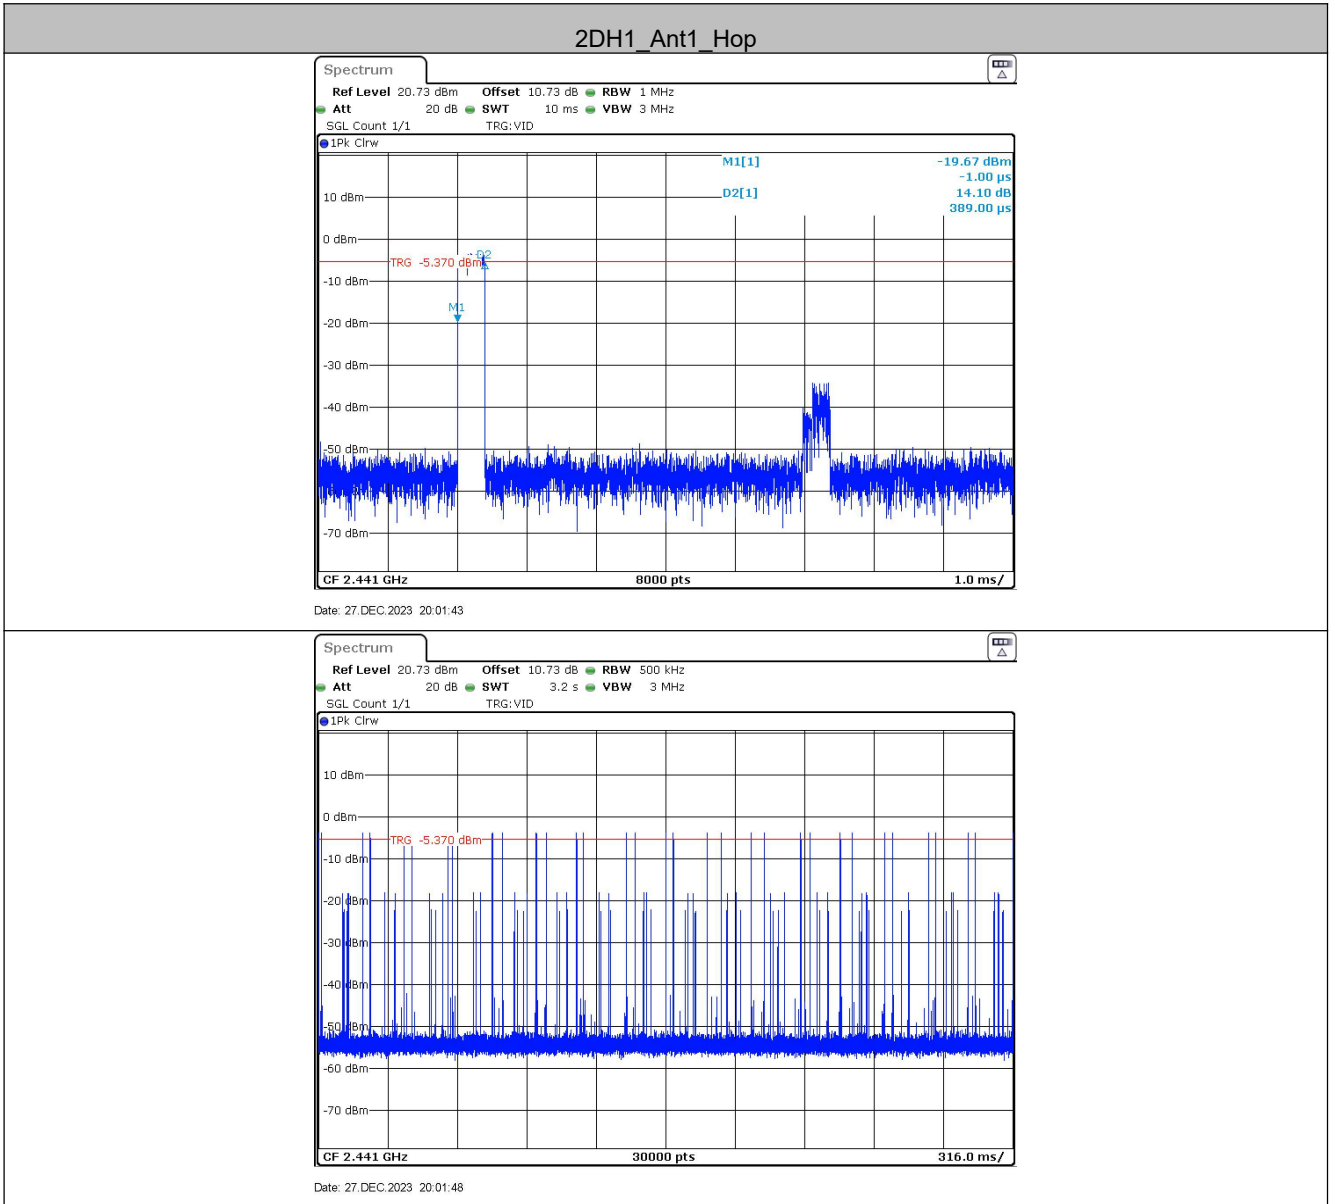 2DH1_Ant1_Hop
Spectrum
Ref Level 20.73 dBm Offset 10.73 dB RBW 1 MHz
Att 20 dB SWT 10 ms VBW 3 MHz
SGL Count 1/1 TRG:VID
1Pk Clrw
M1[1] -19.67 dBm
-1.00 µs
D2[1] 14.10 dB
389.00 µs
10 dBm
0 dBm
D2
TRG -5.370 dBm
-10 dBm
M1
-20 dBm
-30 dBm
-40 dBm
-50 dBm
-70 dBm
CF 2.441 GHz 8000 pts 1.0 ms/
Date: 27.DEC.2023 20:01:43
Spectrum
Ref Level 20.73 dBm Offset 10.73 dB RBW 500 kHz
Att 20 dB SWT 3.2 s VBW 3 MHz
SGL Count 1/1 TRG:VID
1Pk Clrw
10 dBm
0 dBm
TRG -5.370 dBm
-10 dBm
-20 dBm
-30 dBm
-40 dBm
-50 dBm
-60 dBm
-70 dBm
CF 2.441 GHz 30000 pts 316.0 ms/
Date: 27.DEC.2023 20:01:48